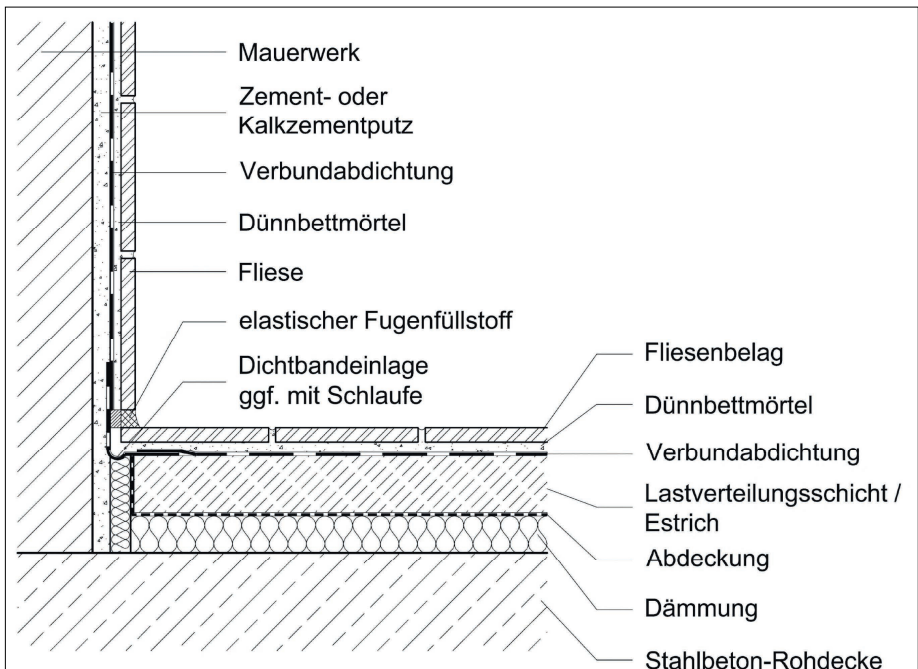 Mauerwerk
Zement- oder
Kalkzementputz
Verbundabdichtung
Dünnbettmörtel
Fliese
elastischer Fugenfüllstoff
Dichtbandeinlage
ggf. mit Schlaufe
Fliesenbelag
Dünnbettmörtel
Verbundabdichtung
Lastverteilungsschicht /
Estrich
Abdeckung
Dämmung
Stahlbeton-Rohdecke